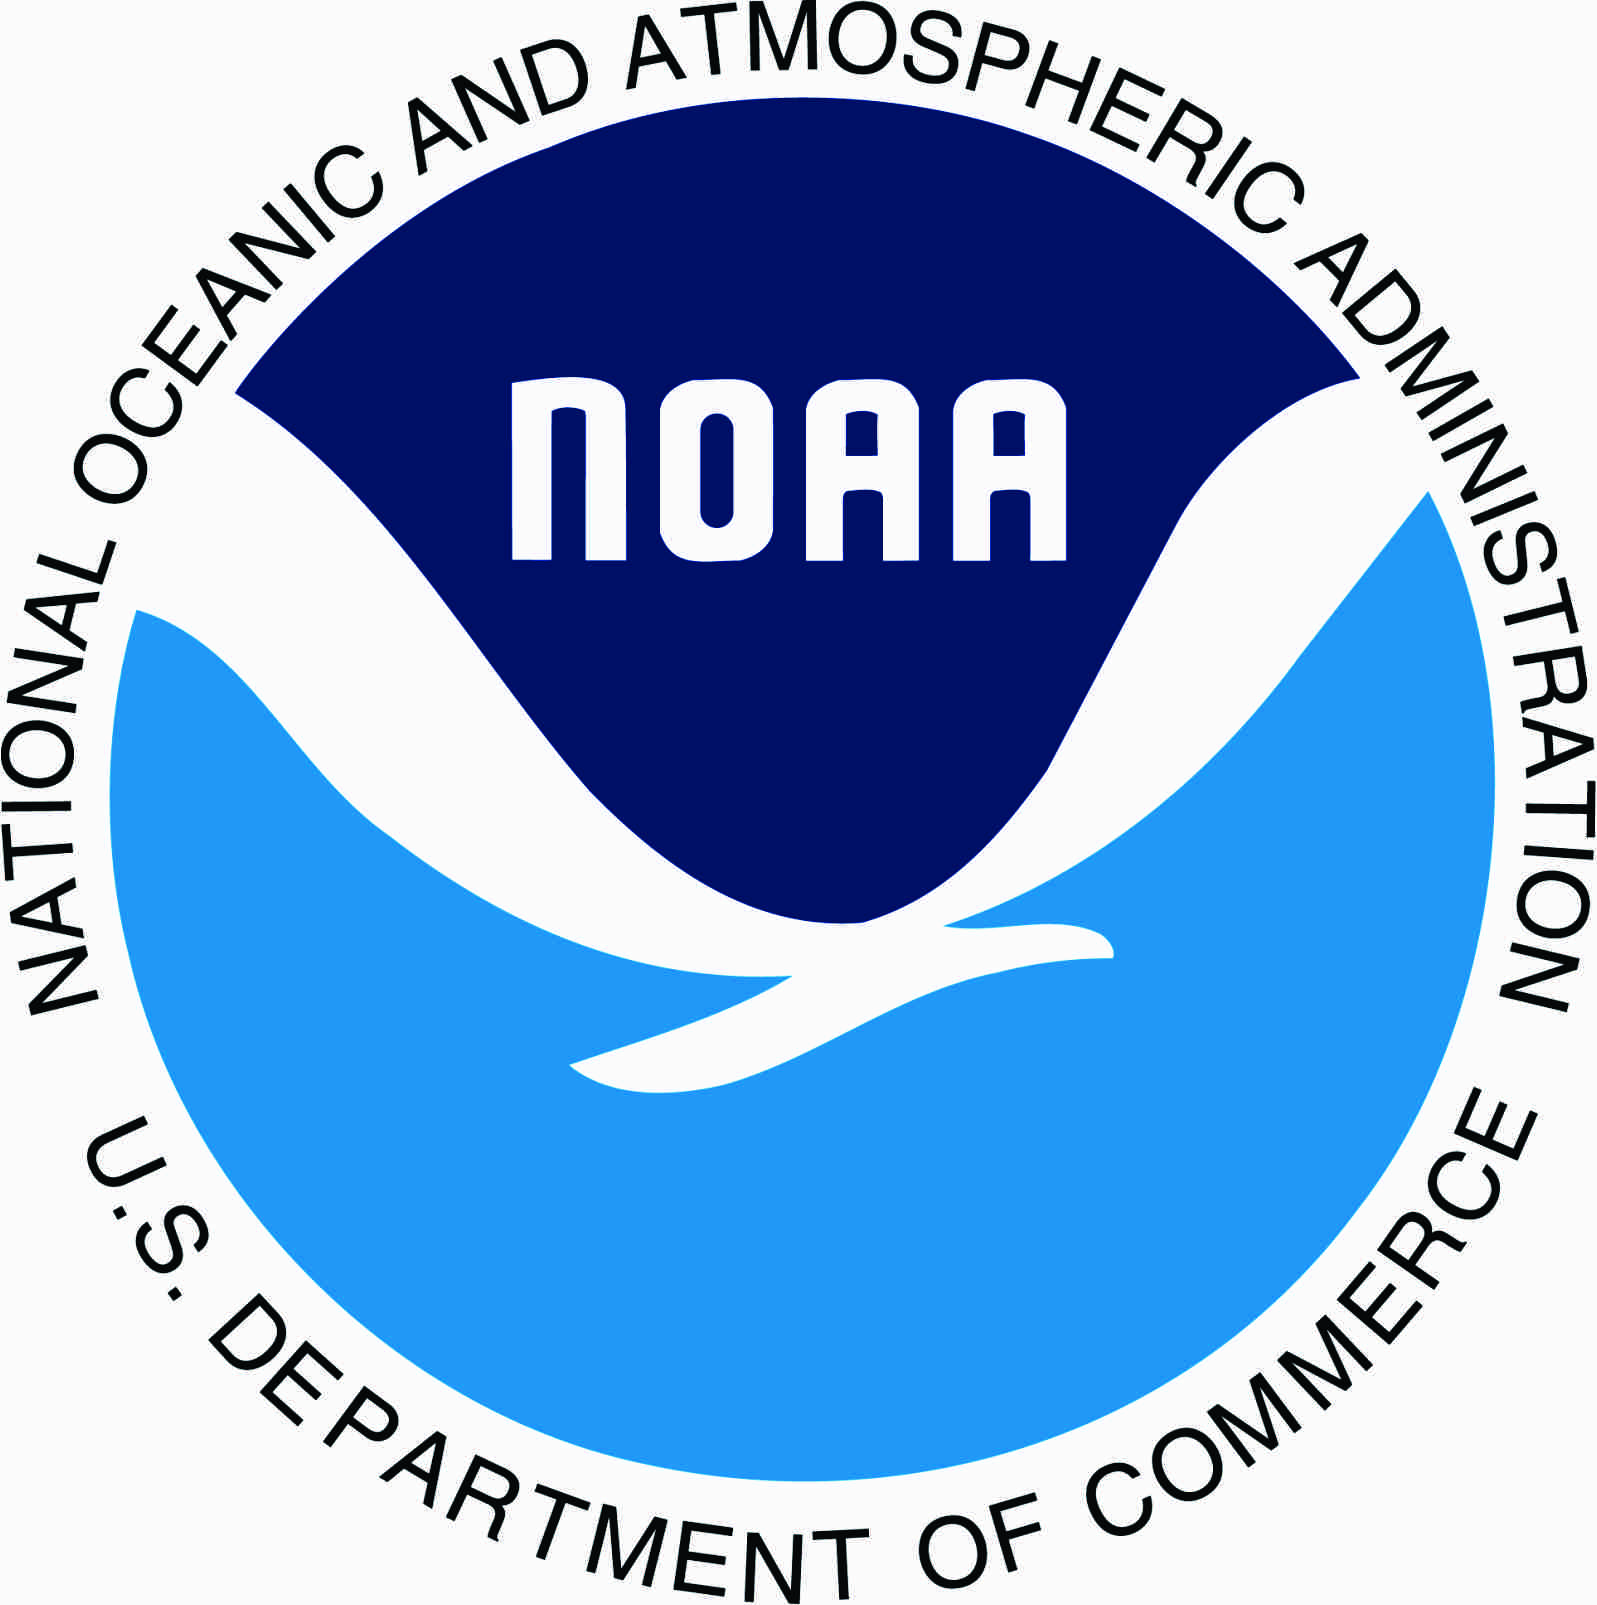 NATIONAL OCEANIC AND ATMOSPHERIC ADMINISTRATION
NOAA
U.S. DEPARTMENT OF COMMERCE